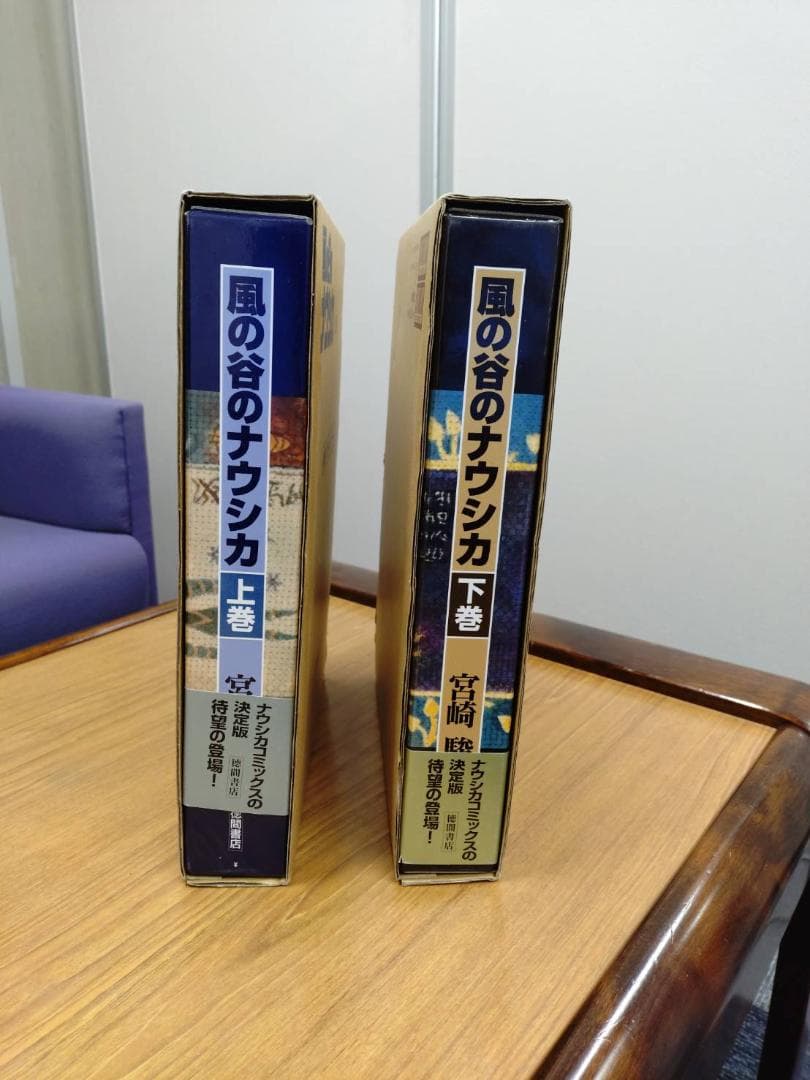 風の谷のナウシカ
上巻
宮
ナウシカコミックスの
決定版
待望の登場！
徳間書店
徳間書店
風の谷のナウシカ
下巻
宮崎 駿
ナウシカコミックスの
決定版
待望の登場！
徳間書店